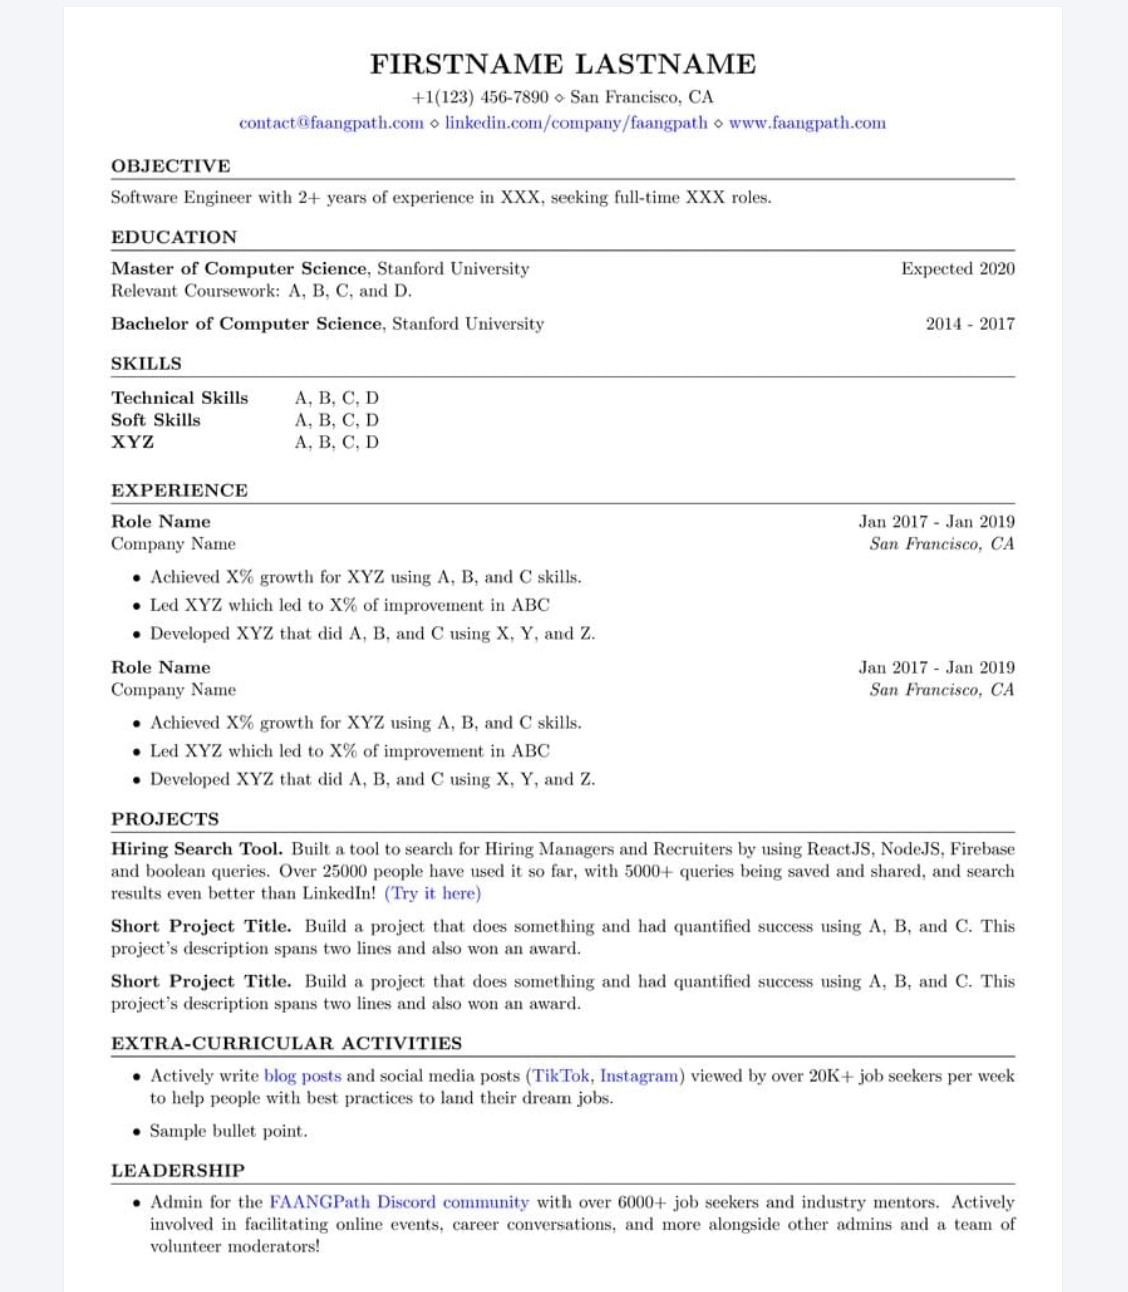 FIRSTNAME LASTNAME
+1(123) 456-7890 ⋄ San Francisco, CA
contact@faangpath.com ⋄ linkedin.com/company/faangpath ⋄ www.faangpath.com
OBJECTIVE
Software Engineer with 2+ years of experience in XXX, seeking full-time XXX roles.
EDUCATION
Master of Computer Science, Stanford University Expected 2020
Relevant Coursework: A, B, C, and D.
Bachelor of Computer Science, Stanford University 2014 - 2017
SKILLS
Technical Skills A, B, C, D
Soft Skills A, B, C, D
XYZ A, B, C, D
EXPERIENCE
Role Name Jan 2017 - Jan 2019
Company Name San Francisco, CA
• Achieved X% growth for XYZ using A, B, and C skills.
• Led XYZ which led to X% of improvement in ABC
• Developed XYZ that did A, B, and C using X, Y, and Z.
Role Name Jan 2017 - Jan 2019
Company Name San Francisco, CA
• Achieved X% growth for XYZ using A, B, and C skills.
• Led XYZ which led to X% of improvement in ABC
• Developed XYZ that did A, B, and C using X, Y, and Z.
PROJECTS
Hiring Search Tool. Built a tool to search for Hiring Managers and Recruiters by using ReactJS, NodeJS, Firebase
and boolean queries. Over 25000 people have used it so far, with 5000+ queries being saved and shared, and search
results even better than LinkedIn! (Try it here)
Short Project Title. Build a project that does something and had quantified success using A, B, and C. This
project's description spans two lines and also won an award.
Short Project Title. Build a project that does something and had quantified success using A, B, and C. This
project's description spans two lines and also won an award.
EXTRA-CURRICULAR ACTIVITIES
• Actively write blog posts and social media posts (TikTok, Instagram) viewed by over 20K+ job seekers per week
to help people with best practices to land their dream jobs.
• Sample bullet point.
LEADERSHIP
• Admin for the FAANGPath Discord community with over 6000+ job seekers and industry mentors. Actively
involved in facilitating online events, career conversations, and more alongside other admins and a team of
volunteer moderators!